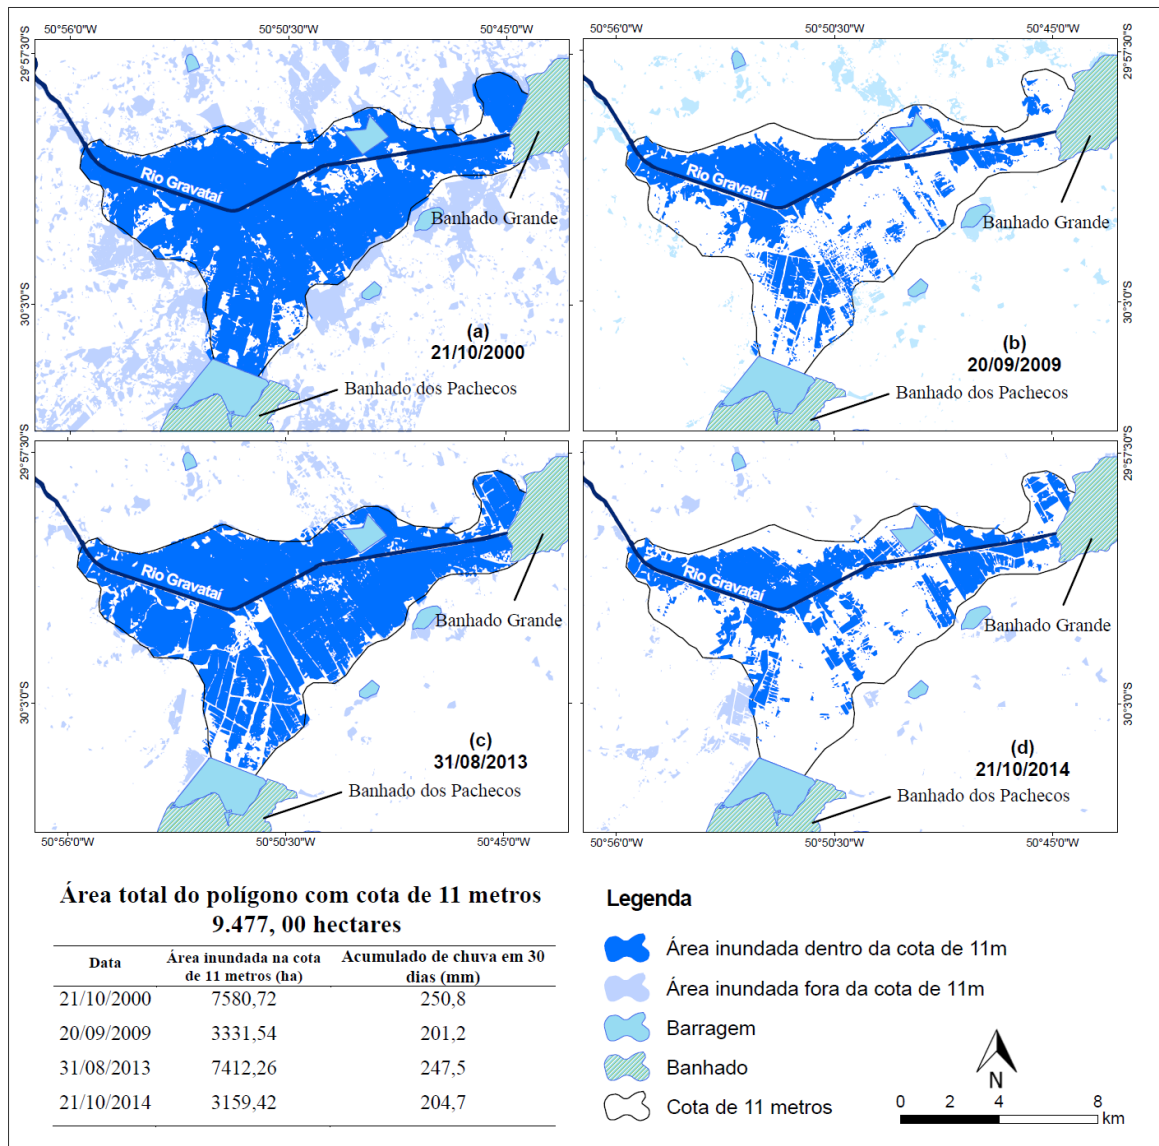 50°56'0"W
50°50'30"W
50°45'0"W
50°56'0"W
50°50'30"W
50°45'0"W
29°57'30"S
29°57'30"S
Rio Gravataí
Banhado Grande
30°3'0"S
30°3'0"S
(a)
21/10/2000
Banhado dos Pachecos
Rio Gravataí
Banhado Grande
(b)
20/09/2009
Banhado dos Pachecos
29°57'30"S
29°57'30"S
Rio Gravataí
Banhado Grande
30°3'0"S
30°3'0"S
(c)
31/08/2013
Banhado dos Pachecos
Rio Gravataí
Banhado Grande
(d)
21/10/2014
Banhado dos Pachecos
50°56'0"W
50°50'30"W
50°45'0"W
50°56'0"W
50°50'30"W
50°45'0"W
Área total do polígono com cota de 11 metros
9.477, 00 hectares
Data
Área inundada na cota
de 11 metros (ha)
Acumulado de chuva em 30
dias (mm)
21/10/2000 7580,72 250,8
20/09/2009 3331,54 201,2
31/08/2013 7412,26 247,5
21/10/2014 3159,42 204,7
Legenda
Área inundada dentro da cota de 11m
Área inundada fora da cota de 11m
Barragem
Banhado
Cota de 11 metros
N
0 4 8
km